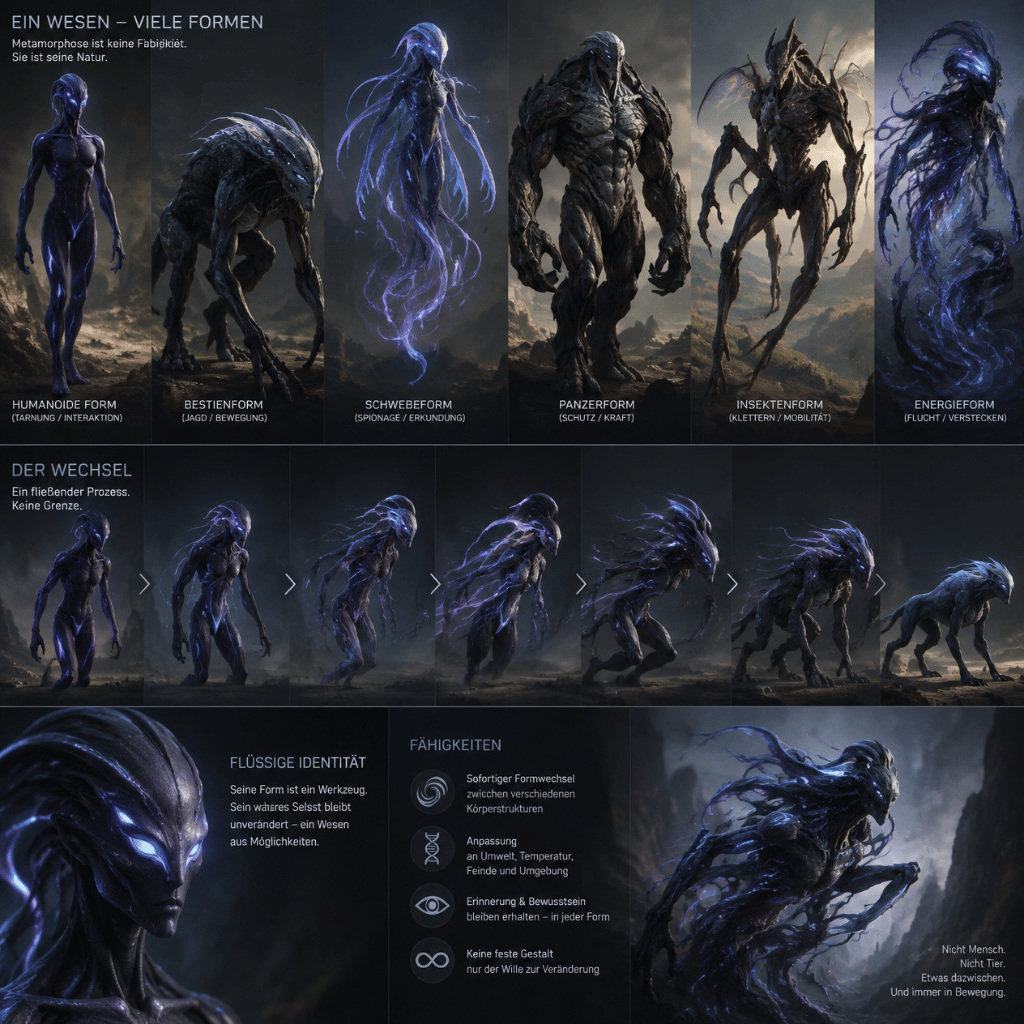 EIN WESEN – VIELE FORMEN
Metamorphose ist keine Fabiġkiet.
Sie ist seine Natur.
HUMANOIDE FORM
(TARNUNG / INTERAKTION)
BESTIENFORM
(JAGD / BEWEGUNG)
SCHWEBEFORM
(SPIONAGE / ERKUNDUNG)
PANZERFORM
(SCHUTZ / KRAFT)
INSEKTENFORM
(KLETTERN / MOBILITÄT)
ENERGIEFORM
(FLUCHT / VERSTECKEN)
DER WECHSEL
Ein fließender Prozess.
Keine Grenze.
FLÜSSIGE IDENTITÄT
Seine Form ist ein Werkzeug.
Sein Selsst bleibt
unverändert – ein Wesen
aus Möglichkeiten.
FÄHIGKEITEN
Sofortiger Formwechsel
zwischen verschiedenen
Körperstrukturen
Anpassung
an Umwelt, Temperatur,
Feinde und Umgebung
Erinnerung & Bewusstsein
bleiben erhalten – in jeder Form
Keine feste Gestalt
nur der Wille zur Veränderung
Nicht Mensch.
Nicht Tier.
Etwas dazwischen.
Und immer in Bewegung.